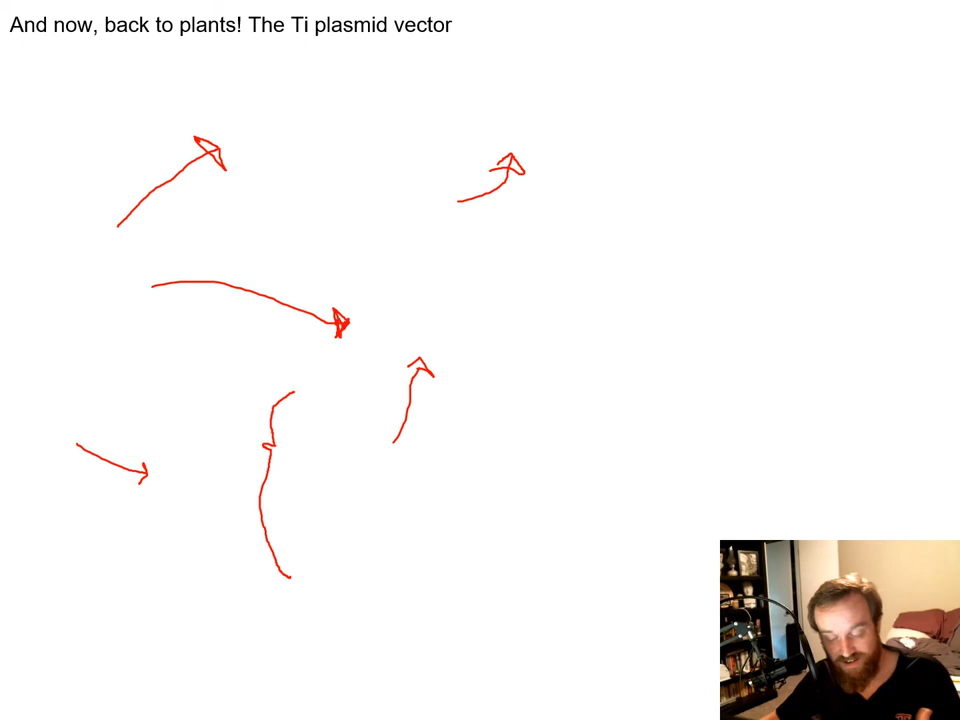 And now, back to plants! The Ti plasmid vector